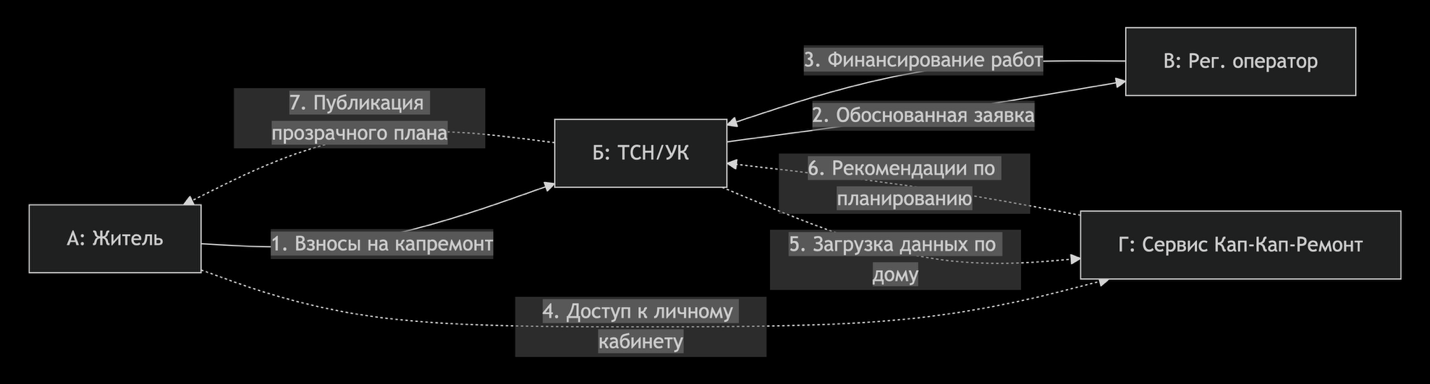 3. Финансирование работ
В: Рег. оператор
7. Публикация
прозрачного плана
2. Обоснованная заявка
Б: ТСН/УК
6. Рекомендации по
планированию
А: Житель
1. Взносы на капремонт
5. Загрузка данных по
дому
Г: Сервис Кап-Кап-Ремонт
4. Доступ к личному
кабинету